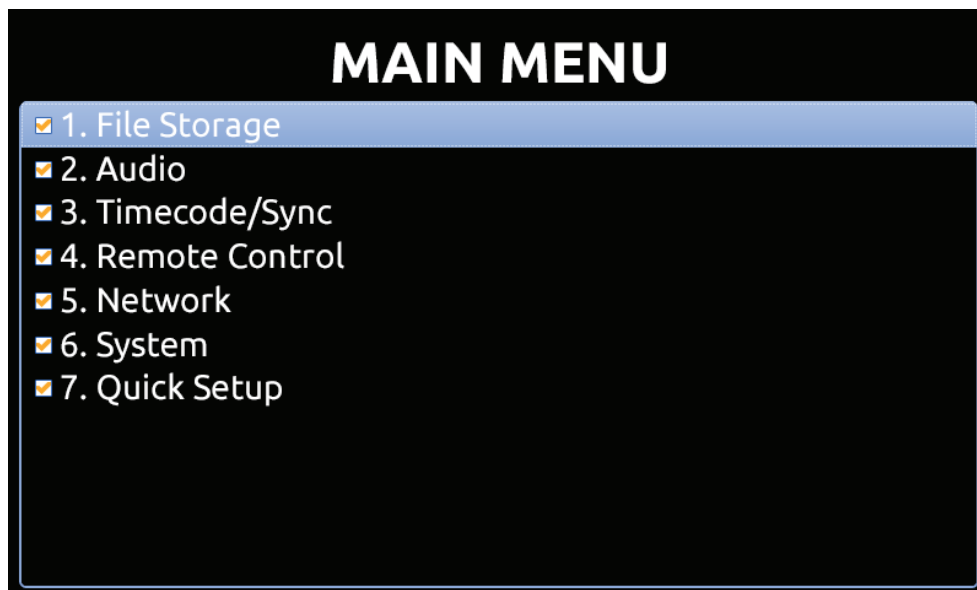 MAIN MENU
1. File Storage
2. Audio
3. Timecode/Sync
4. Remote Control
5. Network
6. System
7. Quick Setup